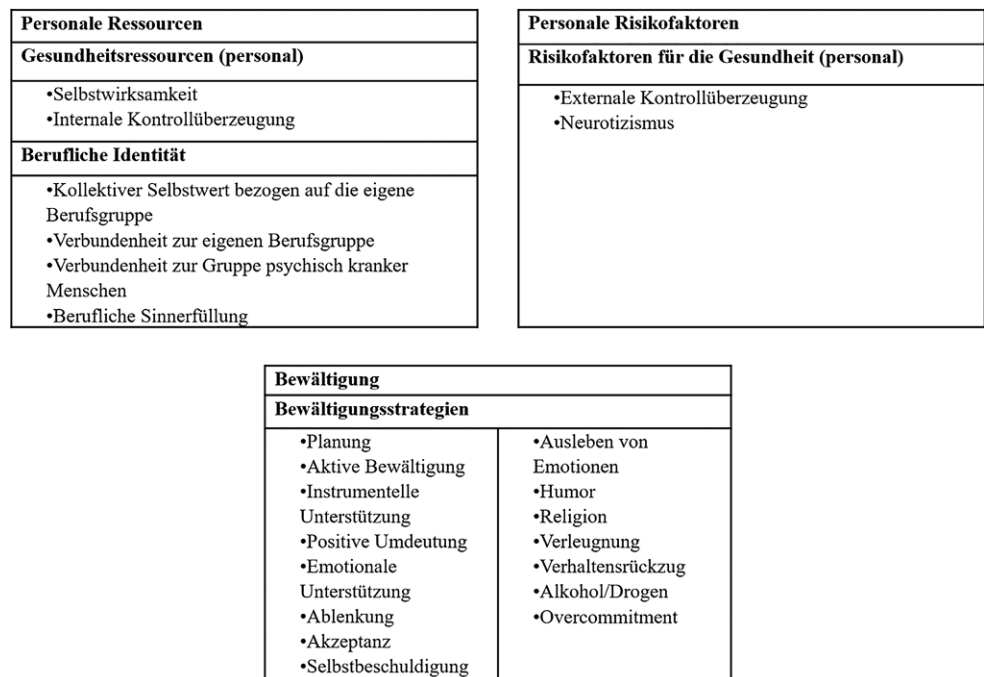 Personale Ressourcen
Gesundheitsressourcen (personal)
•Selbstwirksamkeit
•Internale Kontrollüberzeugung
Berufliche Identität
•Kollektiver Selbstwert bezogen auf die eigene
Berufsgruppe
•Verbundenheit zur eigenen Berufsgruppe
•Verbundenheit zur Gruppe psychisch kranker
Menschen
•Berufliche Sinnerfüllung
Personale Risikofaktoren
Risikofaktoren für die Gesundheit (personal)
•Externale Kontrollüberzeugung
•Neurotizismus
Bewältigung
Bewältigungsstrategien
•Planung
•Aktive Bewältigung
•Instrumentelle
Unterstützung
•Positive Umdeutung
•Emotionale
Unterstützung
•Ablenkung
•Akzeptanz
•Selbstbeschuldigung
•Ausleben von
Emotionen
•Humor
•Religion
•Verleugnung
•Verhaltensrückzug
•Alkohol/Drogen
•Overcommitment